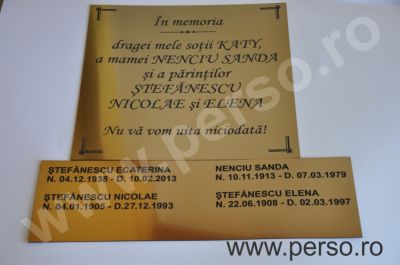 În memoria
dragei mele soții KATY,
a mamei NENCIU SANDA
și a părinților
ȘTEFĂNESCU
NICOLAE și ELENA
Nu vă vom uita niciodată!
ȘTEFĂNESCU ECATERINA
N. 04.12.1938 - D. 10.02.2013
ȘTEFĂNESCU NICOLAE
N. 04.01.1905 - D.27.12.1993
NENCIU SANDA
N. 10.11.1913 - D. 07.03.1979
ȘTEFĂNESCU ELENA
N. 22.06.1908 - D. 02.03.1997
www.perso.ro
www.perso.ro